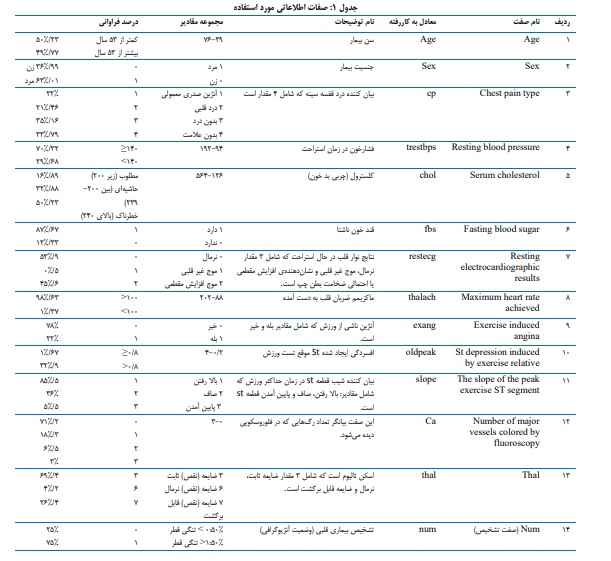 جدول ۱: صفات اطلاعاتی مورد استفاده
ردیف نام صفت معادل به کاررفته نام توضیحات مجموعه مقادیر درصد فراوانی
۱ Age Age سن بیمار ۷۶-۲۹ کمتر از ۵۳ سال ۵۰٪/۲۳
بیشتر از ۵۳ سال ۴۹٪/۷۷
۲ Sex Sex جنسیت بیمار ۱ مرد ۰ ۳۶٪/۹۹ زن
۰ زن ۱ ۶۳٪/۰۱ مرد
۳ Chest pain type cp بیان کننده درد قفسه سینه که شامل ۴ مقدار است ۱ آنژین صدری معمولی ۱ ۲۲٪
۲ درد قلبی ۲ ۲۱٪/۴۶
۳ بدون درد ۳ ۳۵٪/۱۶
۴ بدون علامت ۴ ۳۳٪/۷۹
۴ Resting blood pressure trestbps فشارخون در زمان استراحت ۱۹۲-۹۴ ≥۱۴۰ ۷۰٪/۳۲
<۱۴۰ ۲۹٪/۶۸
۵ Serum cholesterol chol کلسترول (چربی بد خون) ۵۶۴-۱۲۶ مطلوب (زیر ۲۰۰) ۱۶٪/۸۹
حاشیه‌ای (بین ۲۰۰- ۳۲٪/۸۸
۲۳۹) ۵۰٪/۲۳
خطرناک (بالای ۲۴۰)
۶ Fasting blood sugar fbs قند خون ناشتا ۱ دارد ۱ ۸۷٪/۶۷
۰ ندارد ۰ ۱۲٪/۳۳
۷ Resting restecg نتایج نوار قلب در حال استراحت که شامل ۳ مقدار ۰ نرمال ۰ ۵۳٪/۹
electrocardiographic نرمال، موج غیر قلبی و نشان‌دهنده‌ی افزایش مقطعی ۱ موج غیر قلبی ۱ ۰٪/۵
results یا احتمالی ضخامت بطن چپ است. ۲ موج افزایش مقطعی ۲ ۴۵٪/۶
۸ Maximum heart rate thalach ماکزیمم ضربان قلب به دست آمده ۲۰۲-۸۸ >۱۰۰ ۹۸٪/۶۳
achieved <۱۰۰ ۱٪/۳۷
۹ Exercise induced exang آنژین ناشی از ورزش که شامل مقادیر بله و خیر ۰ خیر ۰ ۷۸٪
angina است. ۱ بله ۱ ۲۲٪
۱۰ St depression induced oldpeak افسردگی ایجاد شده St موقع تست ورزش ۴-۰/۲ ≥۰/۸ ۱٪/۶۷
by exercise relative >۰/۸ ۳۲٪/۹
۱۱ The slope of the peak slope بیان کننده شیب قطعه st در زمان حداکثر ورزش که ۱ بالا رفتن ۱ ۸۵٪/۵
exercise ST segment شامل مقادیر: بالا رفتن، صاف و پایین آمدن قطعه st ۲ صاف ۲ ۳۶٪
است. ۳ پایین آمدن ۳ ۵٪/۵
۱۲ Number of major Ca این صفت بیانگر تعداد رگ‌هایی که در فلوروسکوپی ۳-۰ ۰ ۷۱٪/۲
vessels colored by دیده می‌شود. ۱ ۱۸٪/۳
fluoroscopy ۲ ۶٪/۵
۳ ۳٪
۱۳ Thal thal اسکن تالیوم است که شامل ۳ مقدار ضایعه ثابت، ۳ ضایعه (نقص) ثابت ۳ ۶۹٪/۴
نرمال و ضایعه قابل برگشت است. ۶ ضایعه (نقص) نرمال ۶ ۴٪/۲
۷ ضایعه (نقص) قابل ۷ ۲۶٪/۴
برگشت
۱۴ Num (صفت تشخیص) num تشخیص بیماری قلبی (وضعیت آنژیوگرافی) ۰:۵۰٪ > تنگی قطر ۰ ۲۵٪
۱:۵۰٪< تنگی قطر ۱ ۷۵٪